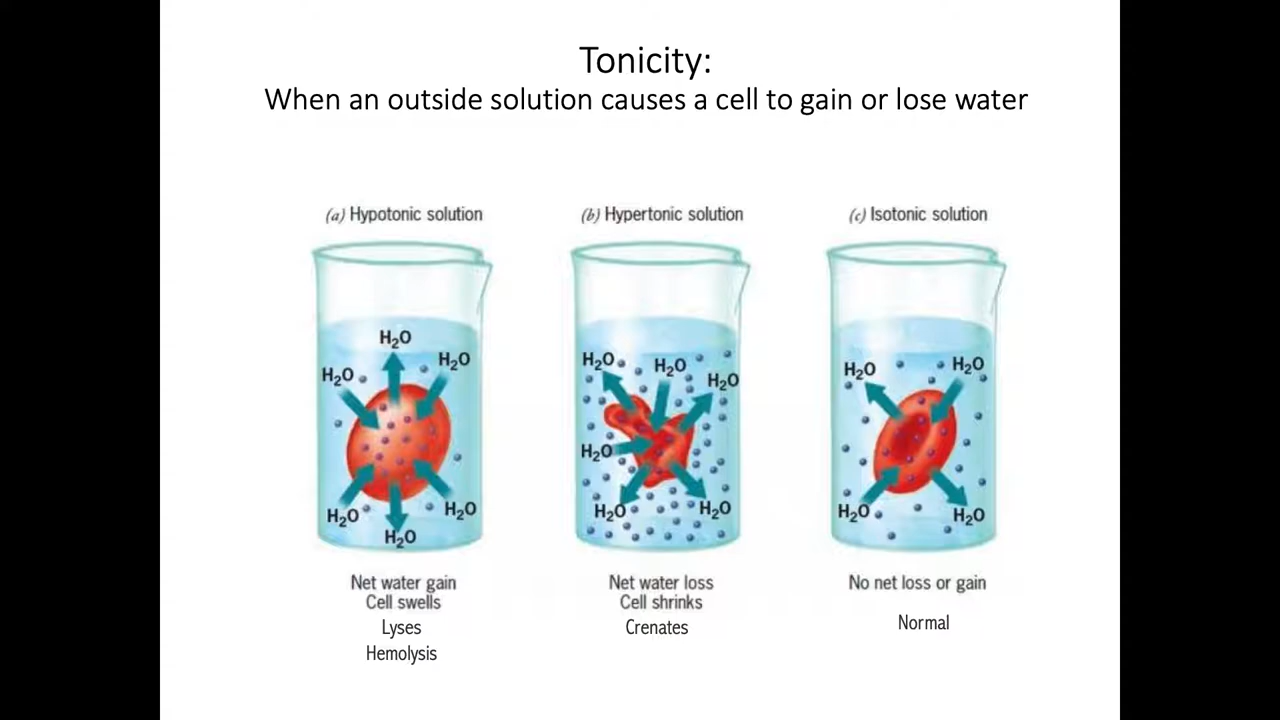 Tonicity:
When an outside solution causes a cell to gain or lose water
(a) Hypotonic solution
H₂O
H₂O
H₂O
H₂O
H₂O
H₂O
Net water gain
Cell swells
Lyses
Hemolysis
(b) Hypertonic solution
H₂O
H₂O
H₂O
H₂O
H₂O
H₂O
Net water loss
Cell shrinks
Crenates
(c) Isotonic solution
H₂O
H₂O
H₂O
H₂O
No net loss or gain
Normal